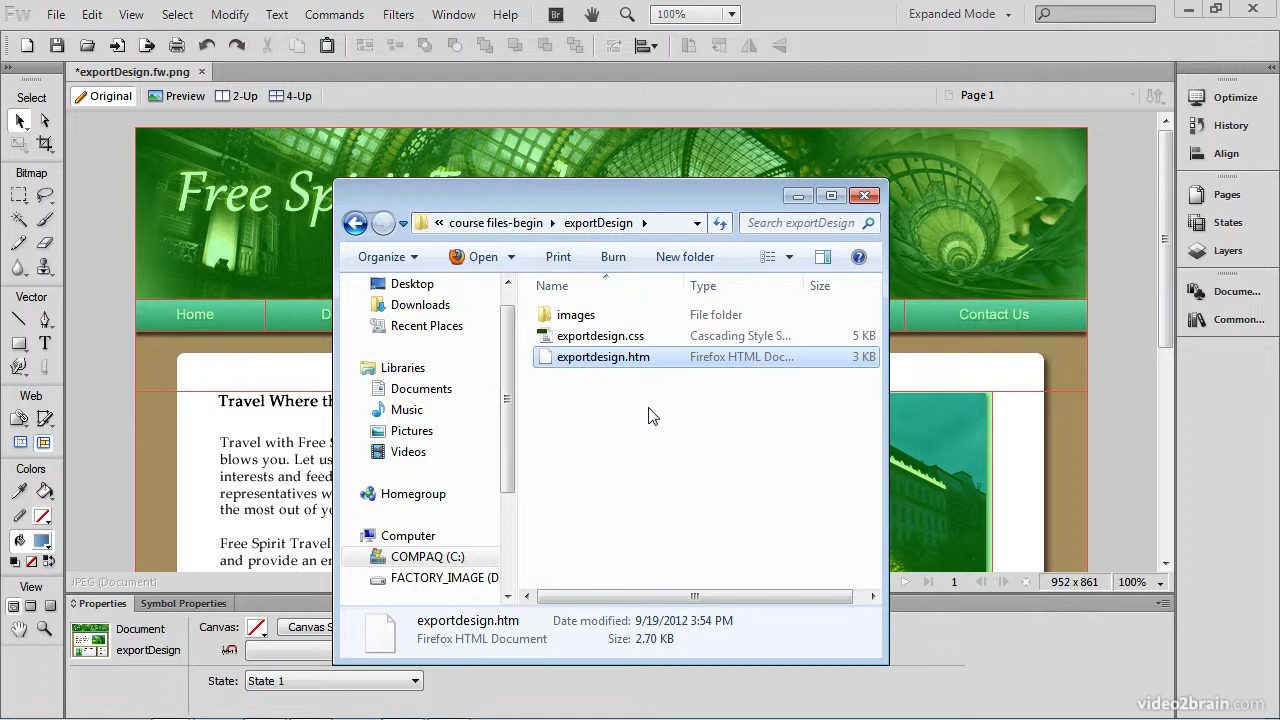 Fw File Edit View Select Modify Text Commands Filters Window Help Br 100% Expanded Mode
*exportDesign.fw.png ×
Original Preview 2-Up 4-Up Page 1
Select
Bitmap
Vector
Web
Colors
View
Optimize
History
Align
Pages
States
Layers
Docume...
Common...
Free Spirit T
Home D Contact Us
Travel Where th
Travel with Free S
blows you. Let us
interests and feed
representatives w
the most out of yo
Free Spirit Travel
and provide an en
course files-begin exportDesign Search exportDesign
Organize Open Print Burn New folder
Desktop
Downloads
Recent Places
Libraries
Documents
Music
Pictures
Videos
Homegroup
Computer
COMPAQ (C:)
FACTORY_IMAGE (D
Name Type Size
images File folder
exportdesign.css Cascading Style S... 5 KB
exportdesign.htm Firefox HTML Doc... 3 KB
exportdesign.htm Date modified: 9/19/2012 3:54 PM
Firefox HTML Document Size: 2.70 KB
JPEG (Document) 1 952 x 861 100%
Properties Symbol Properties
Document
exportDesign
Canvas: Canvas S
State: State 1
video2brain.com